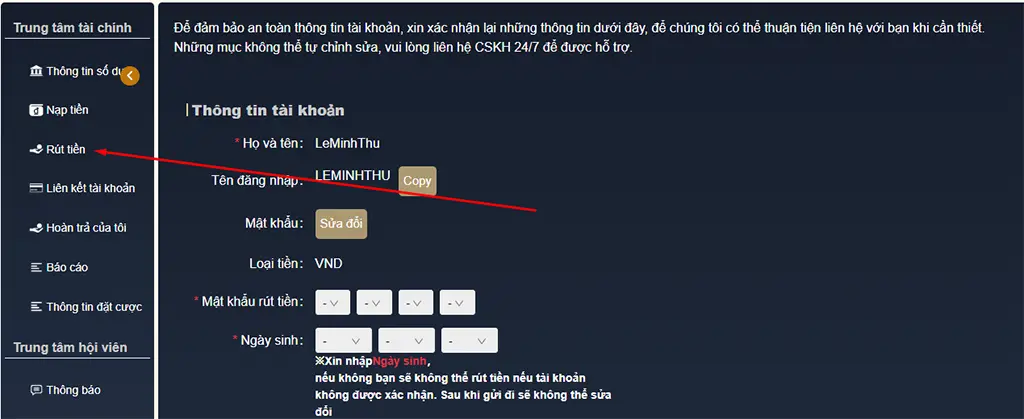 Trung tâm tài chính
Thông tin số dư
Nạp tiền
Rút tiền
Liên kết tài khoản
Hoàn trả của tôi
Báo cáo
Thông tin đặt cược
Trung tâm hội viên
Thông báo
Để đảm bảo an toàn thông tin tài khoản, xin xác nhận lại những thông tin dưới đây, để chúng tôi có thể thuận tiện liên hệ với bạn khi cần thiết.
Những mục không thể tự chỉnh sửa, vui lòng liên hệ CSKH 24/7 để được hỗ trợ.
Thông tin tài khoản
* Họ và tên: LeMinhThu
Tên đăng nhập: LEMINHTHU Copy
Mật khẩu: Sửa đổi
Loại tiền: VND
* Mật khẩu rút tiền: - - - -
* Ngày sinh: - - -
※Xin nhậpNgày sinh,
nếu không bạn sẽ không thể rút tiền nếu tài khoản
không được xác nhận. Sau khi gửi đi sẽ không thể sửa
đổi